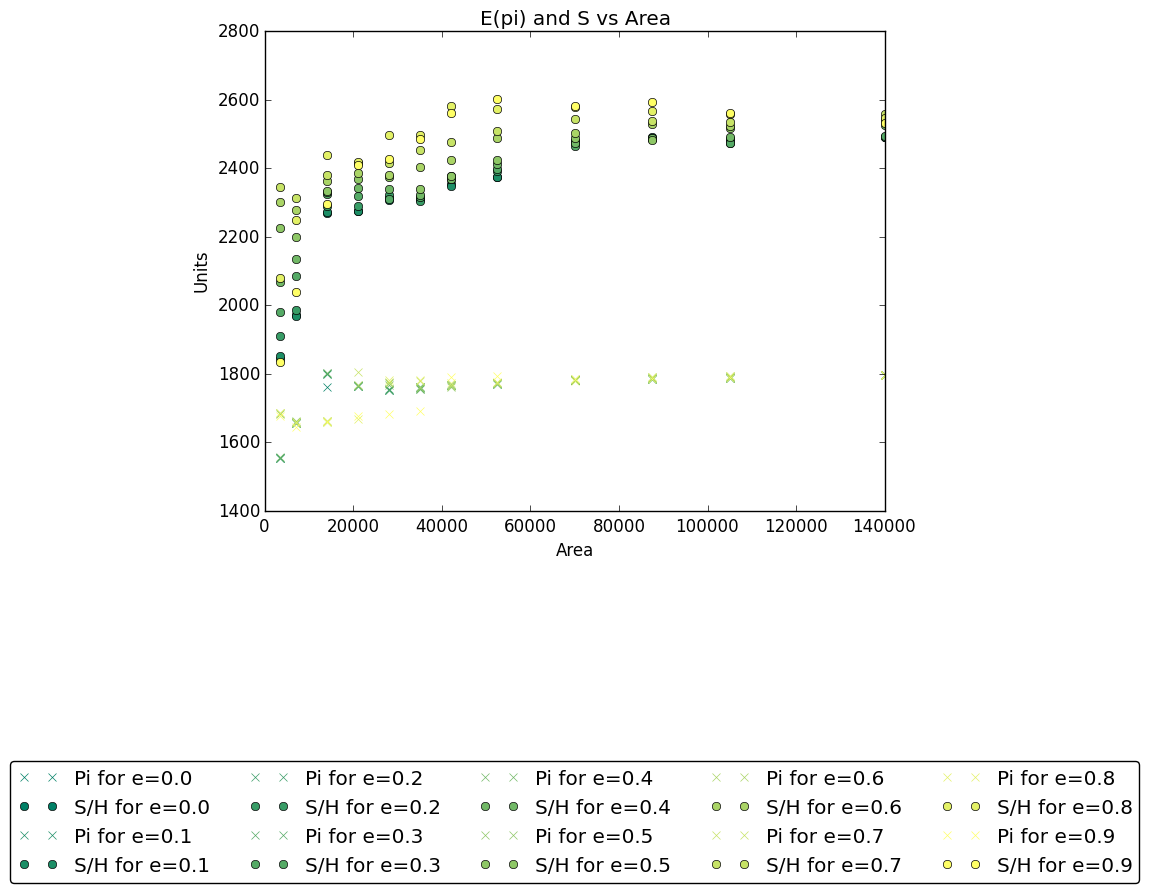 E(pi) and S vs Area
2800
2600
2400
2200
2000
1800
1600
1400
Units
0 20000 40000 60000 80000 100000 120000 140000
Area
Pi for e=0.0 Pi for e=0.2 Pi for e=0.4 Pi for e=0.6 Pi for e=0.8
S/H for e=0.0 S/H for e=0.2 S/H for e=0.4 S/H for e=0.6 S/H for e=0.8
Pi for e=0.1 Pi for e=0.3 Pi for e=0.5 Pi for e=0.7 Pi for e=0.9
S/H for e=0.1 S/H for e=0.3 S/H for e=0.5 S/H for e=0.7 S/H for e=0.9